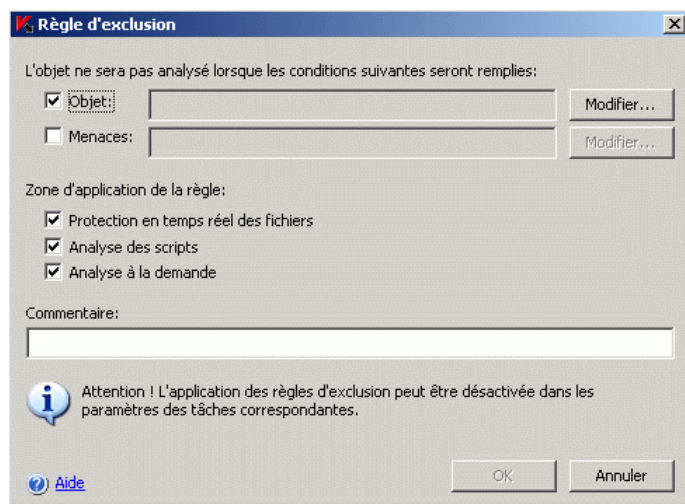 Règle d'exclusion
L'objet ne sera pas analysé lorsque les conditions suivantes seront remplies:
Objet:
Modifier...
Menaces:
Modifier...
Zone d'application de la règle:
Protection en temps réel des fichiers
Analyse des scripts
Analyse à la demande
Commentaire:
Attention ! L'application des règles d'exclusion peut être désactivée dans les
paramètres des tâches correspondantes.
Aide
OK
Annuler